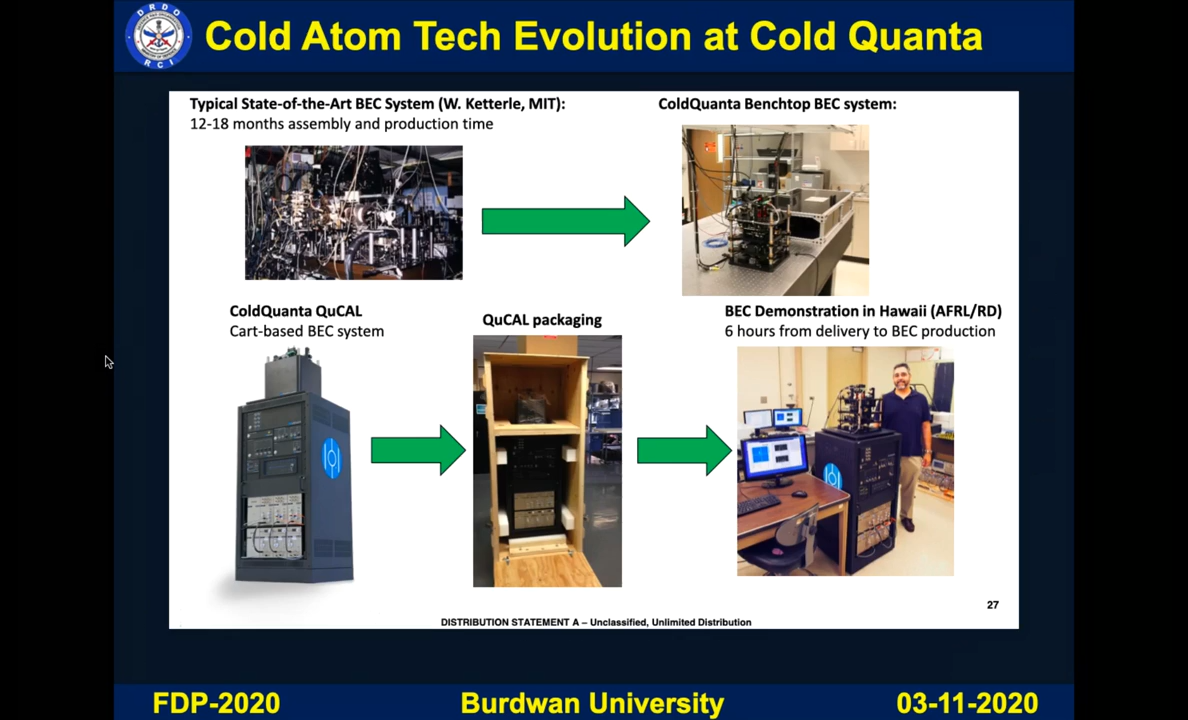 DRDO
RCI
Cold Atom Tech Evolution at Cold Quanta
Typical State-of-the-Art BEC System (W. Ketterle, MIT):
12-18 months assembly and production time
ColdQuanta Benchtop BEC system:
ColdQuanta QuCAL
Cart-based BEC system
QuCAL packaging
BEC Demonstration in Hawaii (AFRL/RD)
6 hours from delivery to BEC production
27
DISTRIBUTION STATEMENT A – Unclassified, Unlimited Distribution
FDP-2020
Burdwan University
03-11-2020